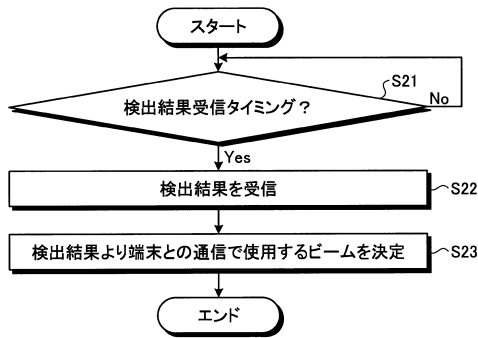 スタート
検出結果受信タイミング？
S21
No
Yes
検出結果を受信
S22
検出結果より端末との通信で使用するビームを決定
S23
エンド